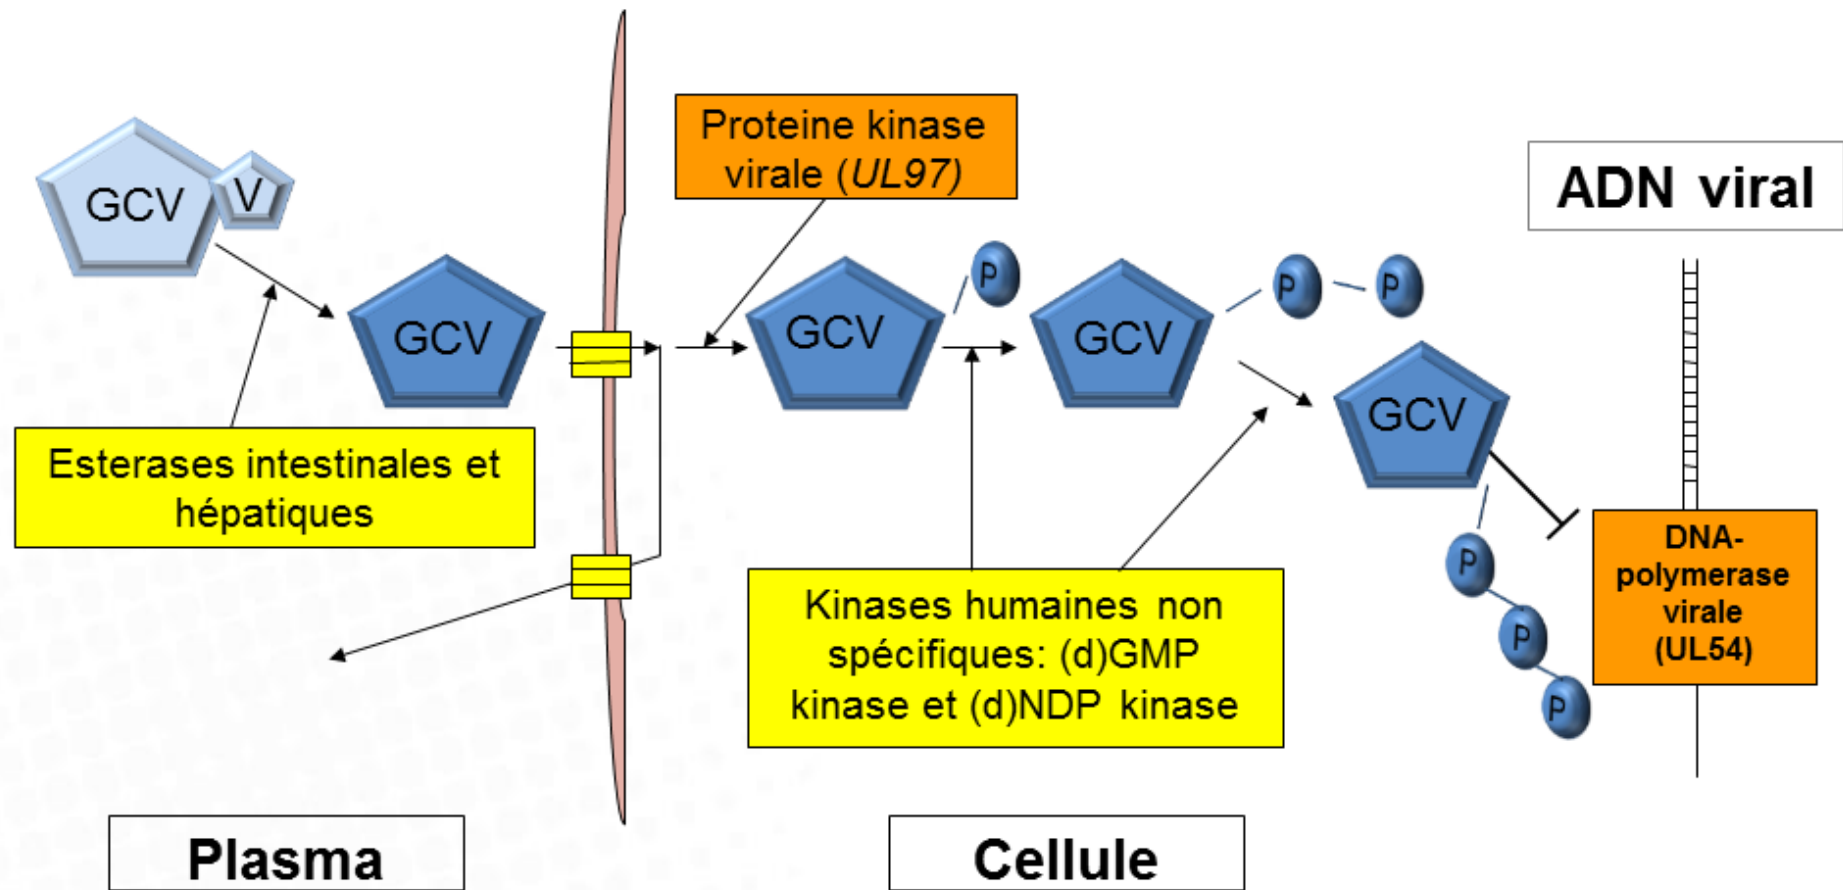 Proteine kinase
virale (UL97)
ADN viral
GCV
V
GCV
GCV
P
GCV
P
P
GCV
P
P
P
Esterases intestinales et
hépatiques
Kinases humaines non
spécifiques: (d)GMP
kinase et (d)NDP kinase
DNA-
polymerase
virale
(UL54)
Plasma
Cellule